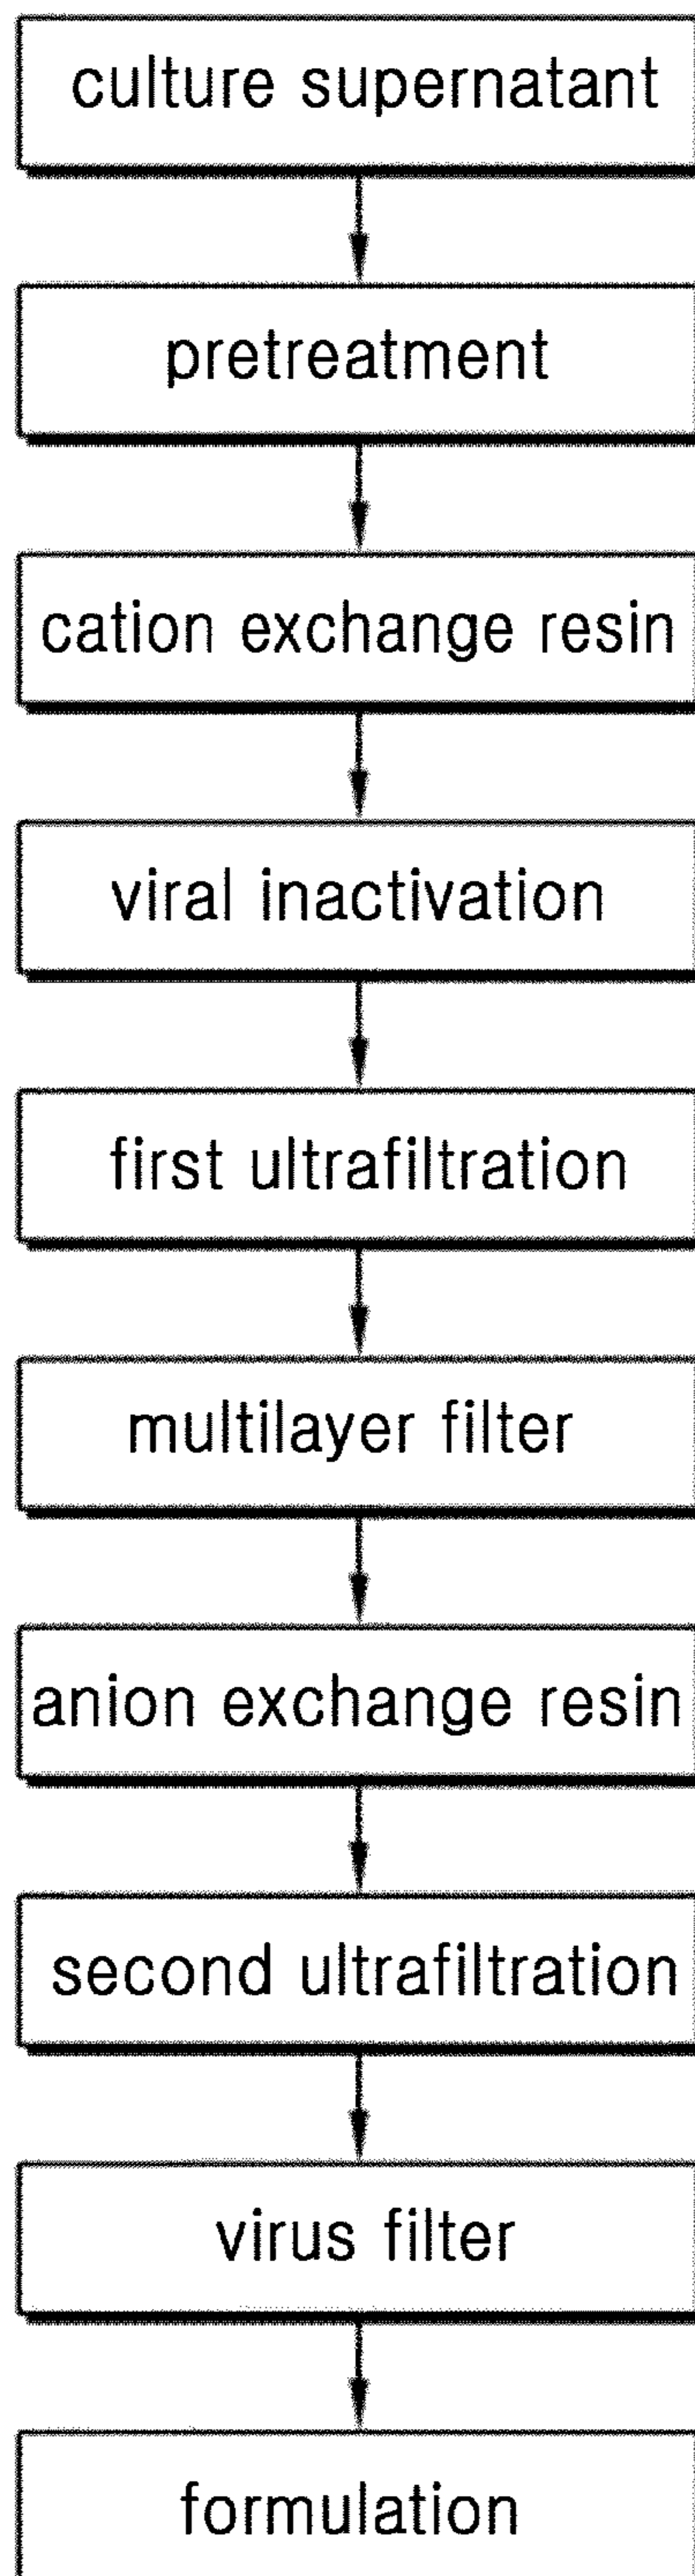 culture supernatant
pretreatment
cation exchange resin
viral inactivation
first ultrafiltration
multilayer filter
anion exchange resin
second ultrafiltration
virus filter
formulation